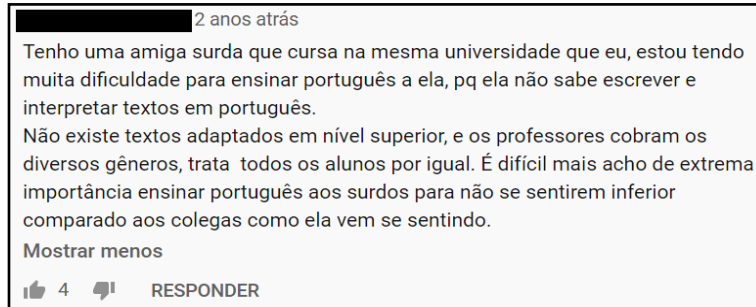 2 anos atrás
Tenho uma amiga surda que cursa na mesma universidade que eu, estou tendo
muita dificuldade para ensinar português a ela, pq ela não sabe escrever e
interpretar textos em português.
Não existe textos adaptados em nível superior, e os professores cobram os
diversos gêneros, trata  todos os alunos por igual. É difícil mais acho de extrema
importância ensinar português aos surdos para não se sentirem inferior
comparado aos colegas como ela vem se sentindo.
Mostrar menos
4 RESPONDER